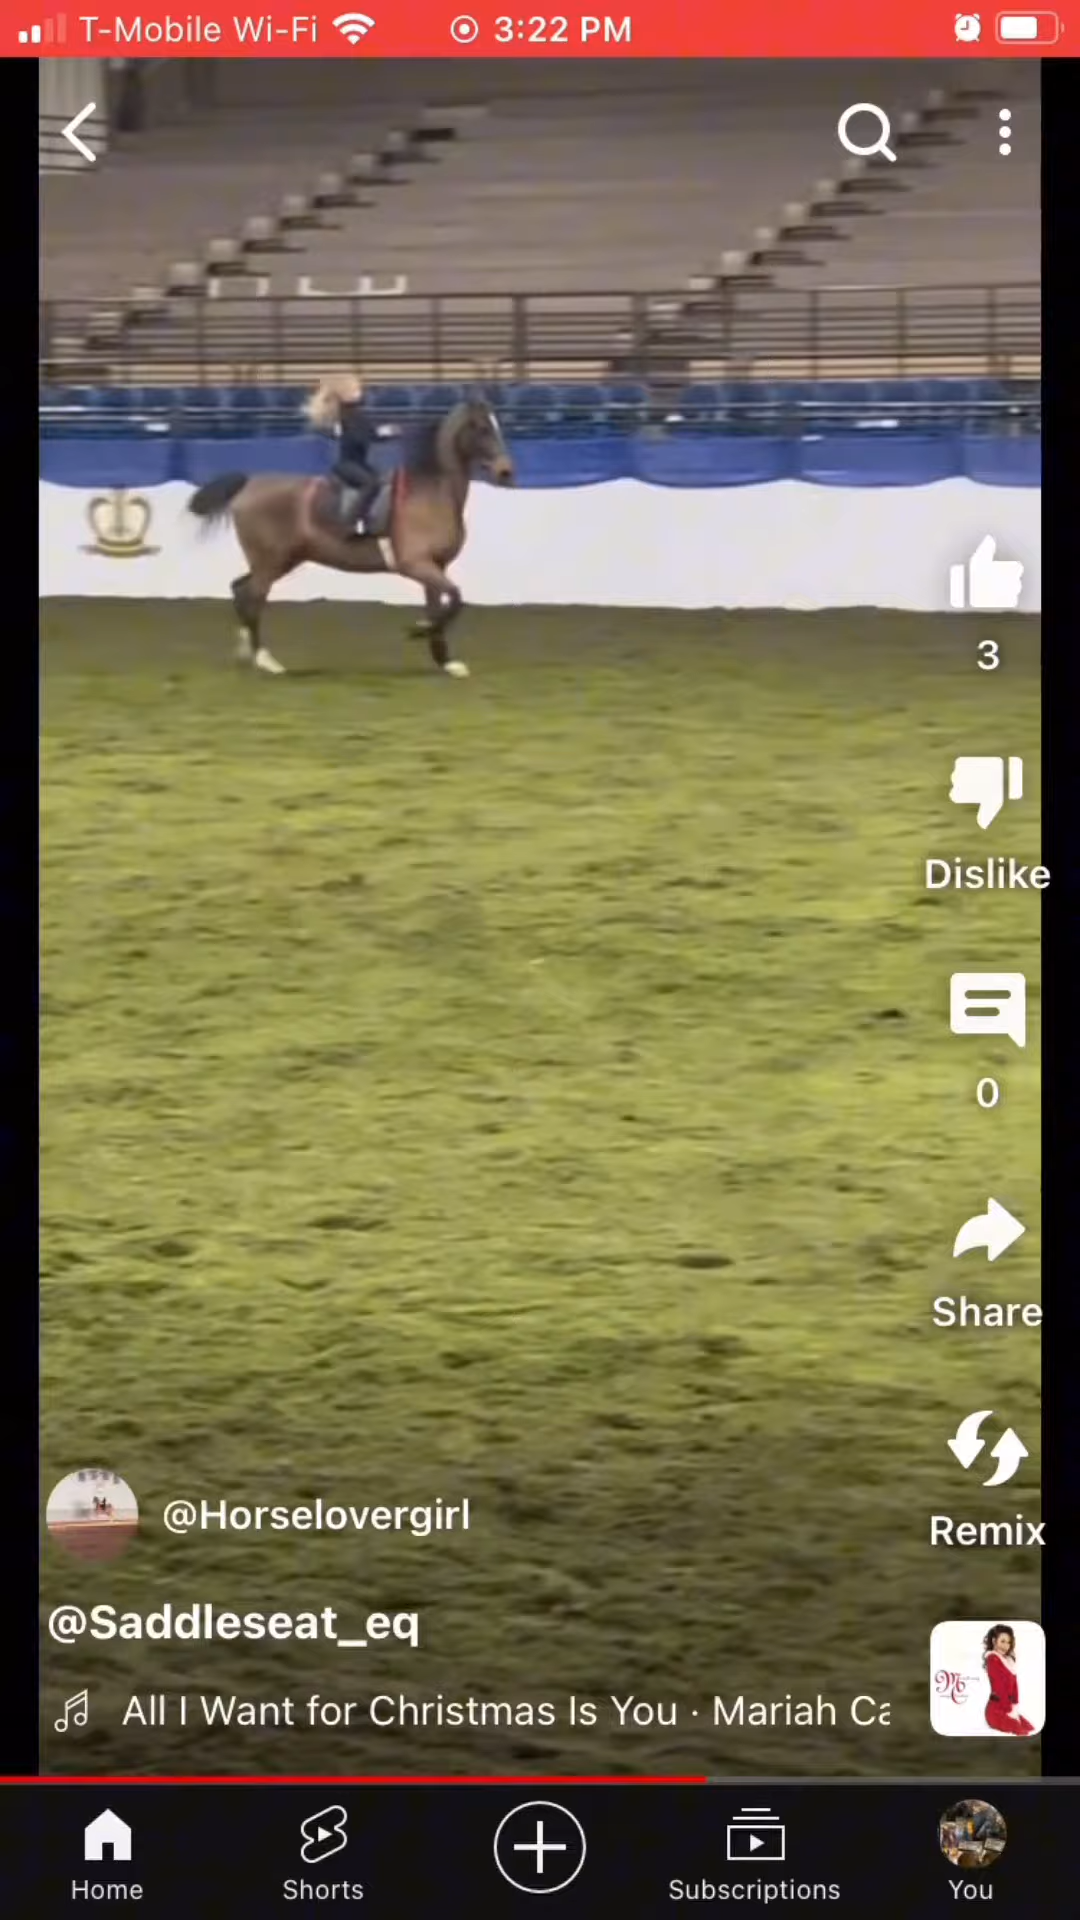 T-Mobile Wi-Fi 3:22 PM
3
Dislike
0
Share
Remix
@Horselovergirl
@Saddleseat_eq
All I Want for Christmas Is You · Mariah Ca
Home Shorts Subscriptions You